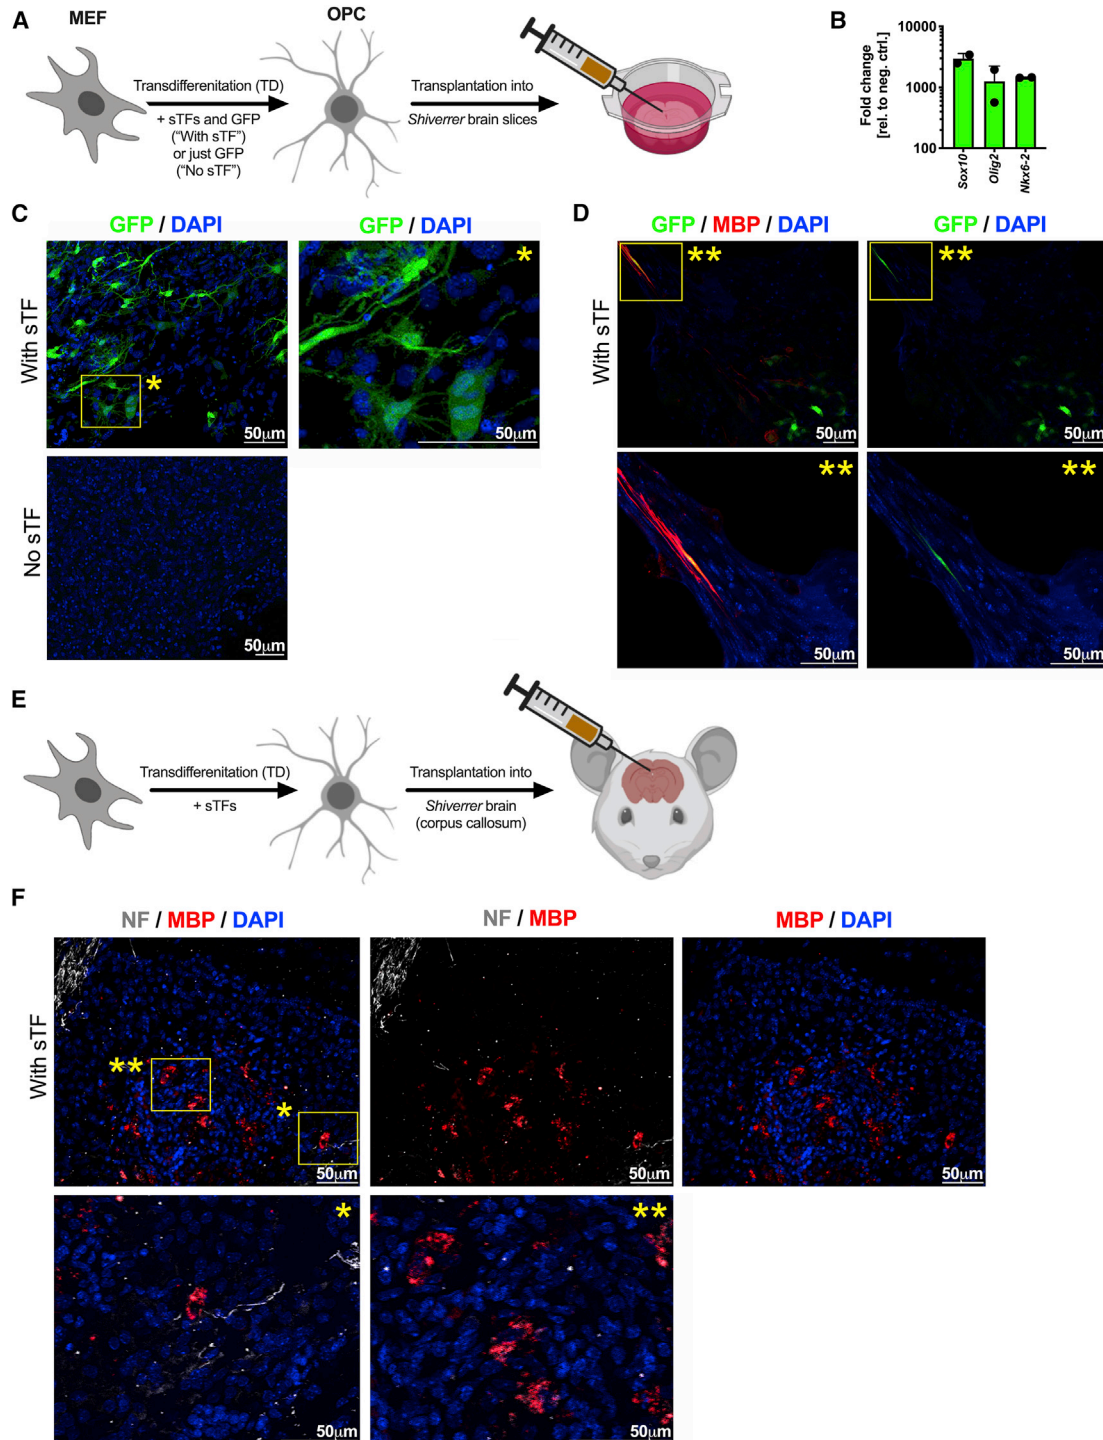 A
MEF
OPC
Transdifferenitation (TD)
+ sTFs and GFP
("With sTF")
or just GFP
("No sTF")
Transplantation into
Shiverrer brain slices
B
Fold change
[rel. to neg. ctrl.]
10000
1000
100
Sox10
Olig2
Nkx6-2
C
GFP / DAPI
GFP / DAPI
With sTF
*
50µm
*
50µm
No sTF
50µm
D
GFP / MBP / DAPI
GFP / DAPI
With sTF
**
50µm
**
50µm
**
50µm
**
50µm
E
Transdifferenitation (TD)
+ sTFs
Transplantation into
Shiverrer brain
(corpus callosum)
F
NF / MBP / DAPI
NF / MBP
MBP / DAPI
With sTF
**
*
50µm
50µm
50µm
*
50µm
**
50µm